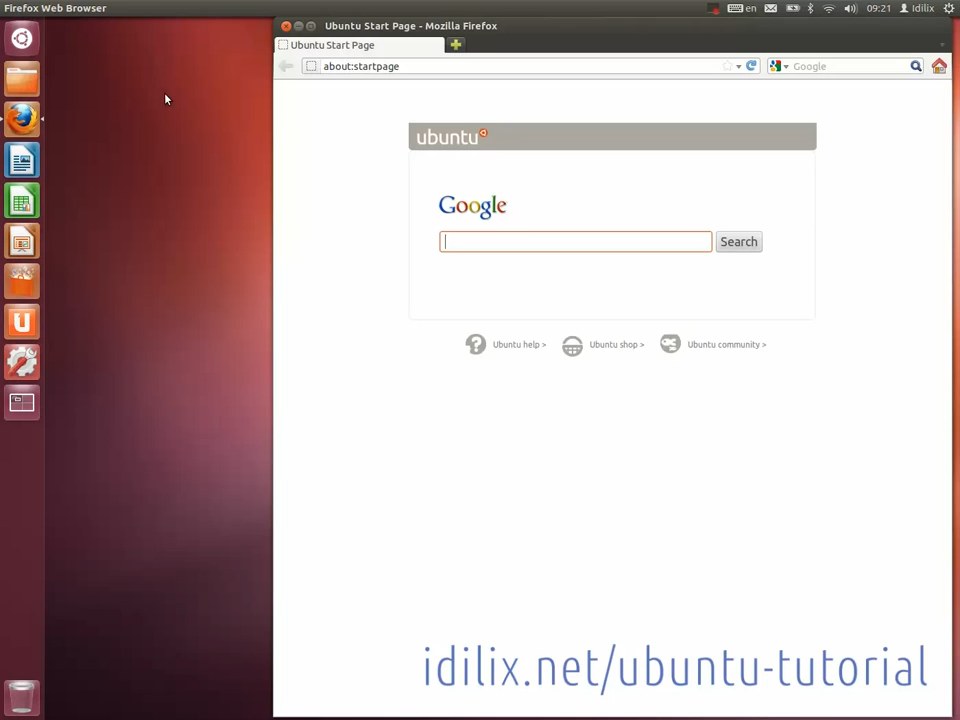 Firefox Web Browser
en
09:21
Idilix
Ubuntu Start Page - Mozilla Firefox
Ubuntu Start Page
about:startpage
Google
ubuntu
Google
Search
Ubuntu help >
Ubuntu shop >
Ubuntu community >
U
idilix.net/ubuntu-tutorial